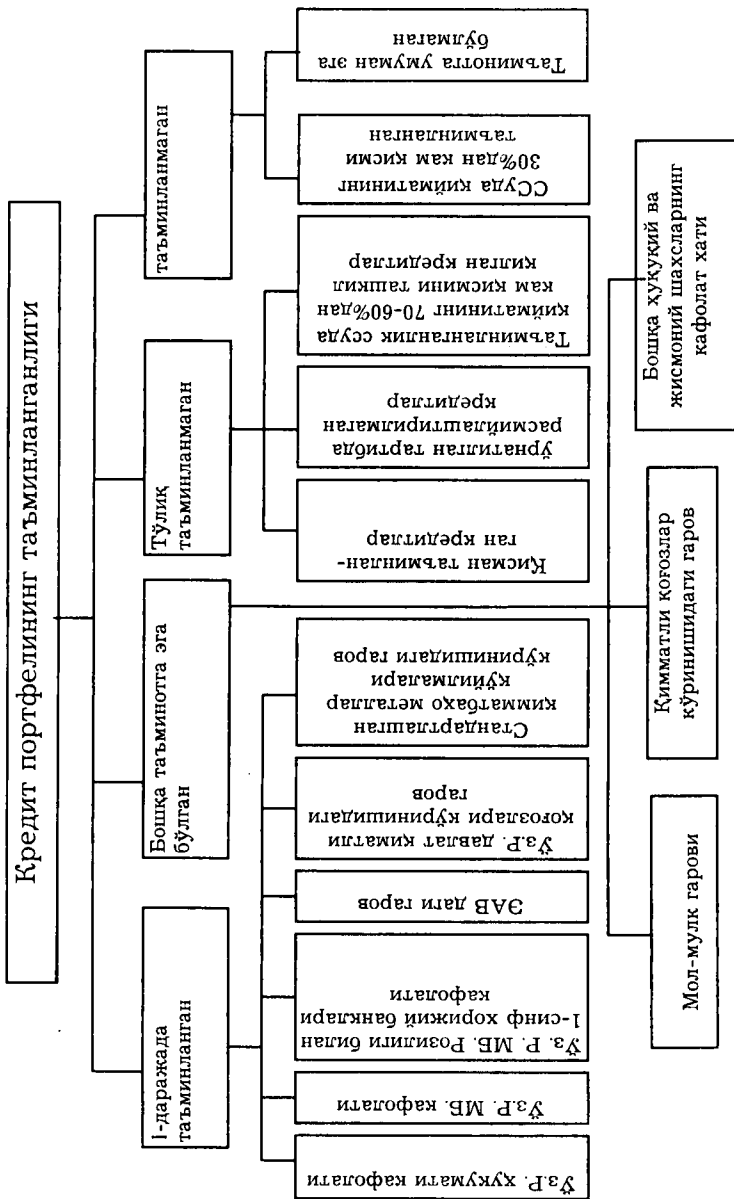 Кредит портфелининг таъминланганлиги
1-даражада
таъминланган
Бошқа таъминотга эга
бўлган
Тўлиқ
таъминланмаган
таъминланмаган
Ўз.Р. ҳукумати кафолати
Ўз.Р. МБ. кафолати
Ўз. Р. МБ. Розилиги билан
1-синф хорижий банклари
кафолати
ЭАВ даги гаров
Ўз.Р. давлат қиматли
қоғозлари кўринишидаги
гаров
Стандартлашган
қимматбаҳо металлар
қуйилмалари
кўринишидаги гаров
Қисман таъминлан-
ган кредитлар
ўрнатилган тартибда
расмийлаштирилмаган
кредитлар
Таъминланганлик ссуда
қийматининг 70-60%дан
кам қисмини ташкил
қилган кредитлар
ССуда қийматининг
30%дан кам қисми
таъминланган
Таъминотга умуман эга
бўлмаган
Мол-мулк гарови
Қимматли қоғозлар
кўринишидаги гаров
Бошқа ҳуқуқий ва
жисмоний шахсларнинг
кафолат хати